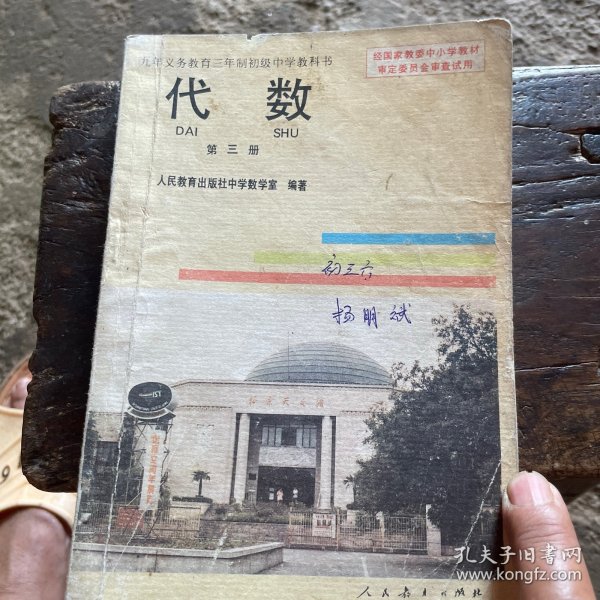 九年义务教育三年制初级中学教科书
经国家教委中小学教材
审定委员会审查试用
代数
DAI SHU
第三册
人民教育出版社中学数学室 编著
初三六
杨明斌
北京天文馆
人民教育出版社
孔夫子旧书网
www.kongfz.com